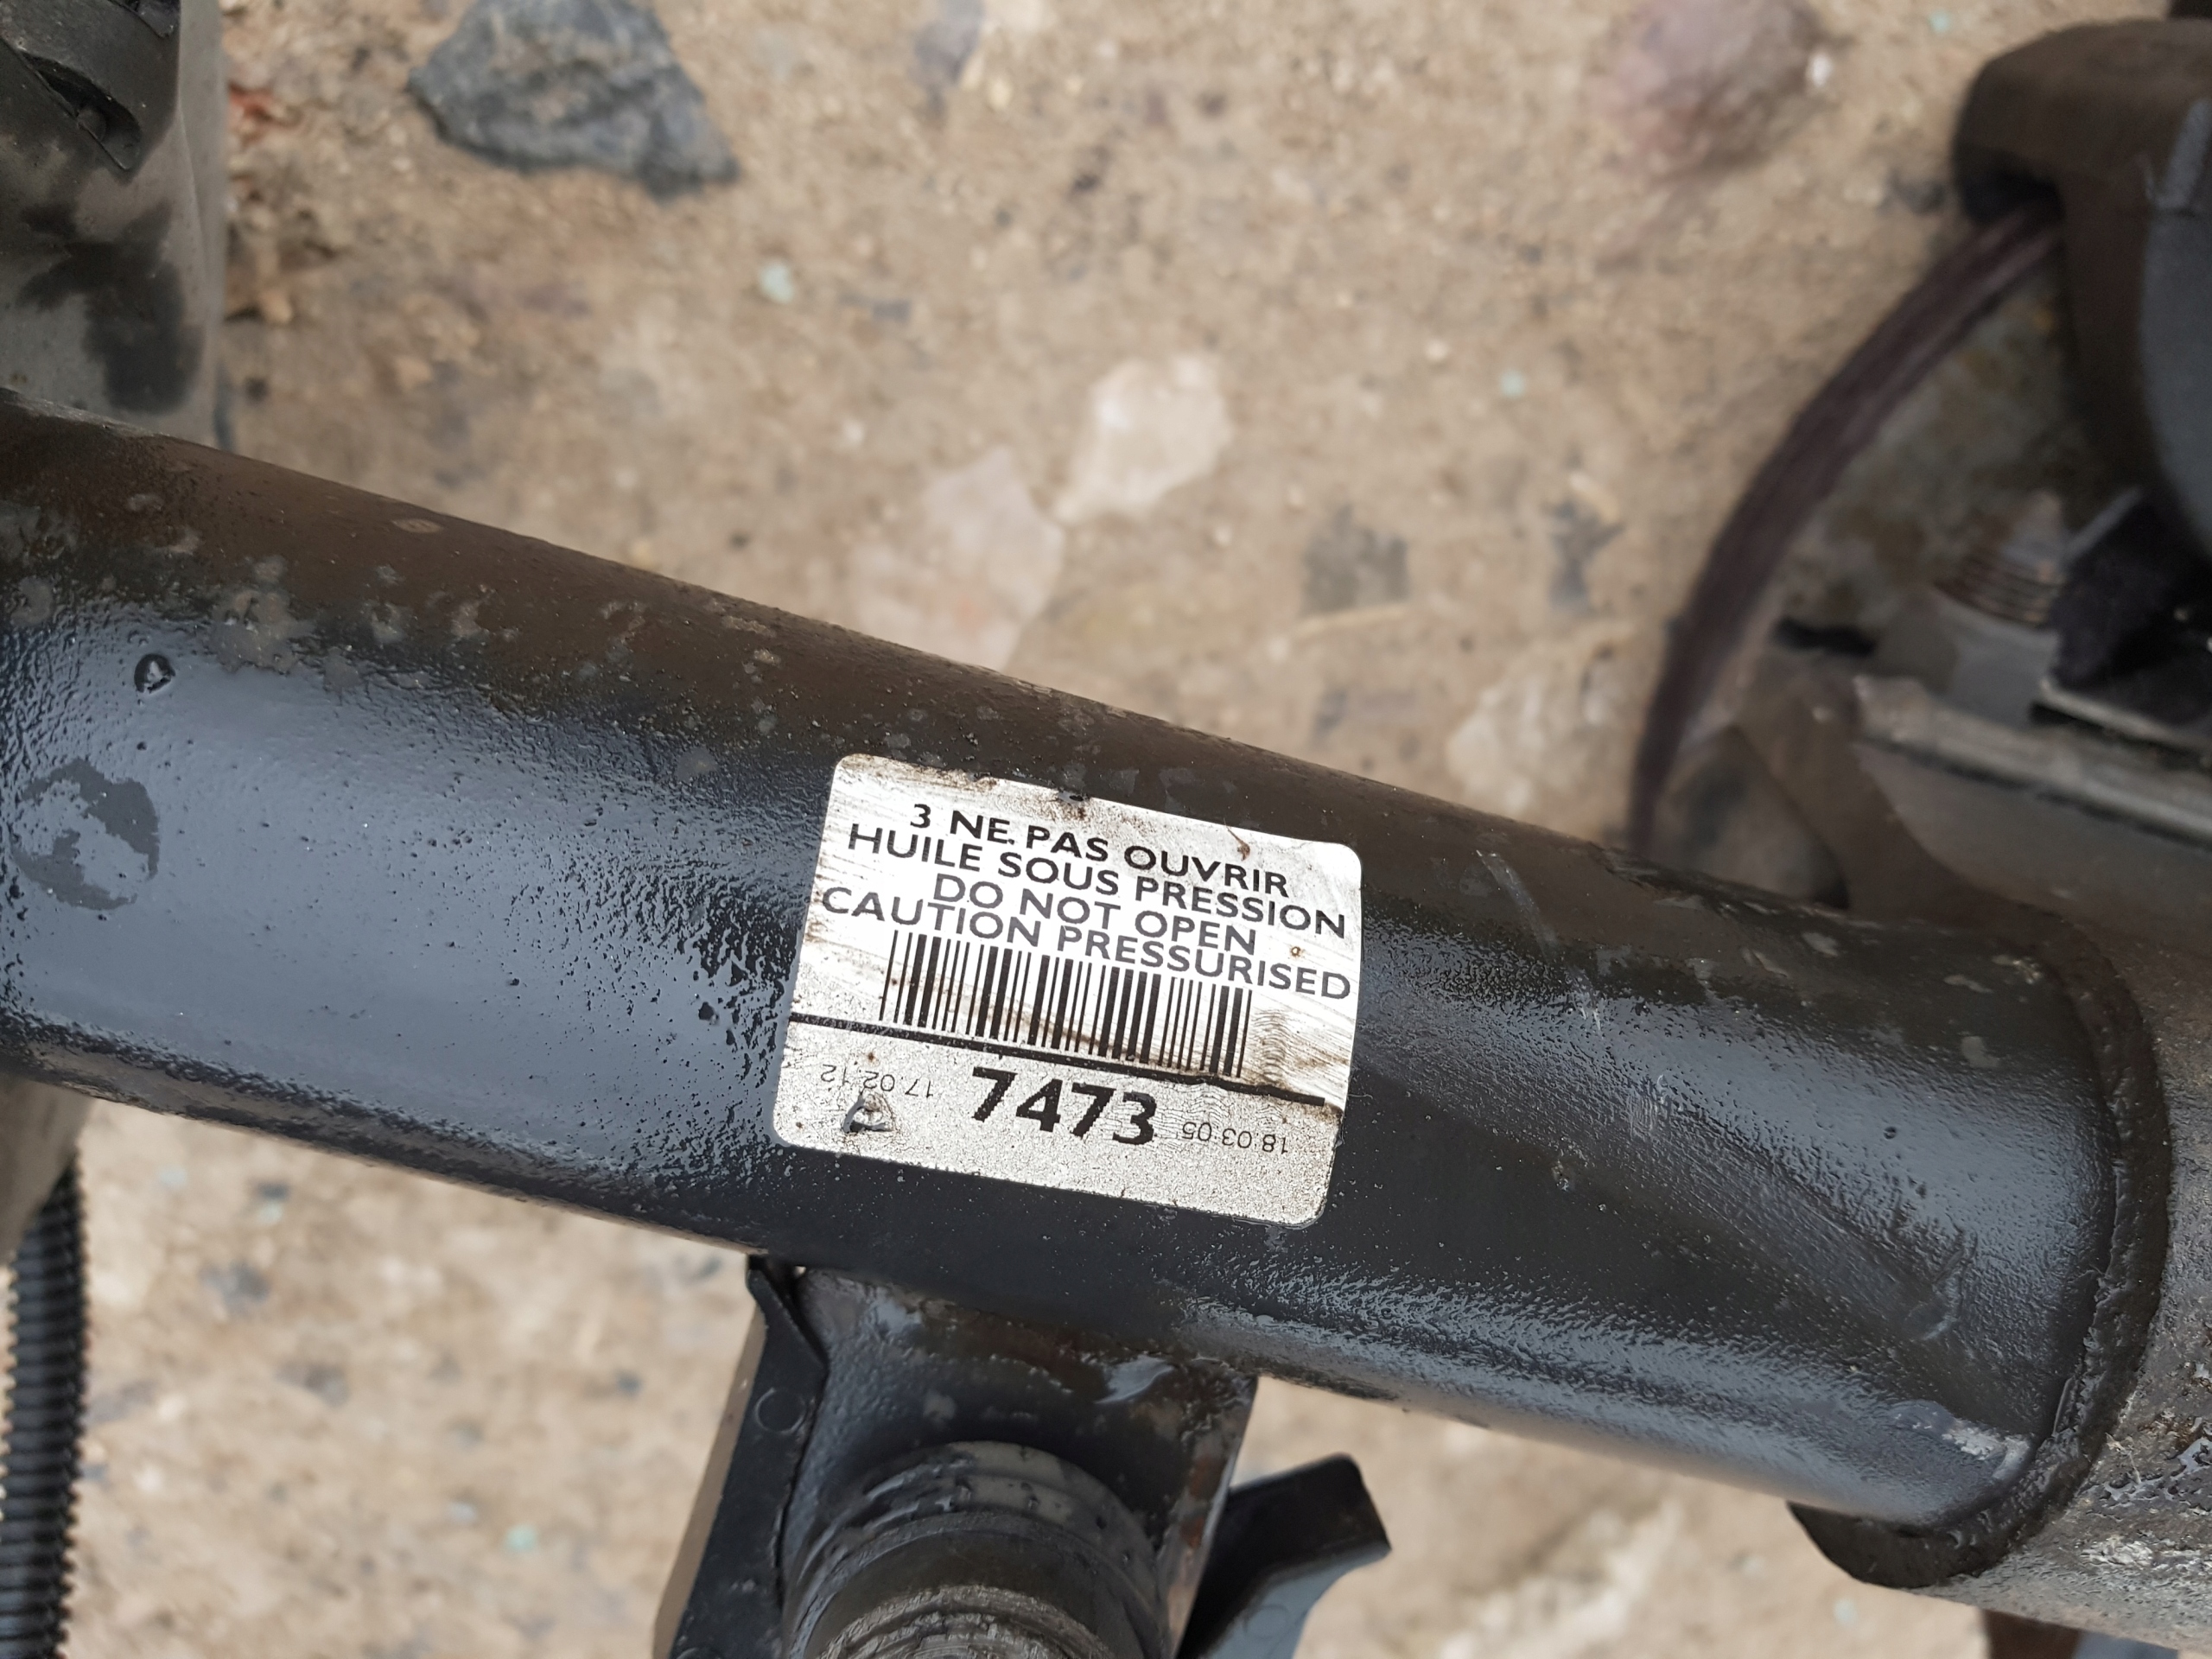 3 NE PAS OUVRIR
HUILE SOUS PRESSION
DO NOT OPEN
CAUTION PRESSURISED
17.02.12 7473 18.03.05